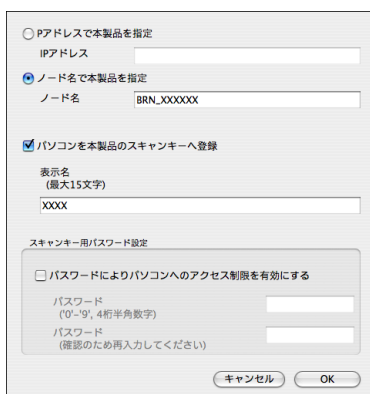 Pアドレスで本製品を指定
IPアドレス
ノード名で本製品を指定
ノード名 BRN_XXXXXX
パソコンを本製品のスキャンキーへ登録
表示名
(最大15文字)
XXXX
スキャンキー用パスワード設定
パスワードによりパソコンへのアクセス制限を有効にする
パスワード
('0'-'9', 4桁半角数字)
パスワード
(確認のため再入力してください)
キャンセル OK